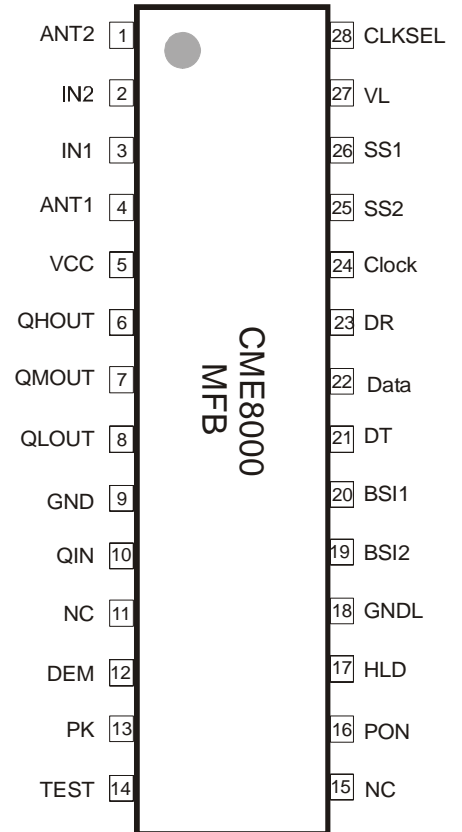 ANT2 1 28 CLKSEL
IN2 2 27 VL
IN1 3 26 SS1
ANT1 4 25 SS2
VCC 5 24 Clock
QHOUT 6 23 DR
QMOUT 7 22 Data
QLOUT 8 21 DT
GND 9 20 BSI1
QIN 10 19 BSI2
NC 11 18 GNDL
DEM 12 17 HLD
PK 13 16 PON
TEST 14 15 NC
CME8000
MFB